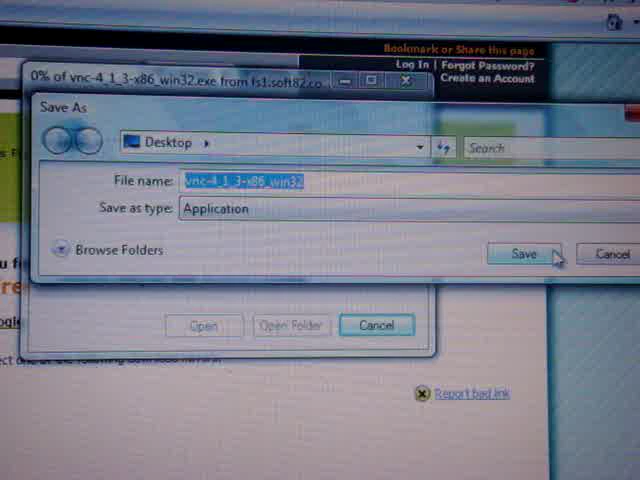 Bookmark or Share this page
Log In | Forgot Password?
Create an Account
0% of vnc-4_1_3-x86_win32.exe from fs1.soft82.co...
Save As
Desktop
Search
File name: vnc-4_1_3-x86_win32
Save as type: Application
Browse Folders
Save
Cancel
Open
Open Folder
Cancel
Report bad link